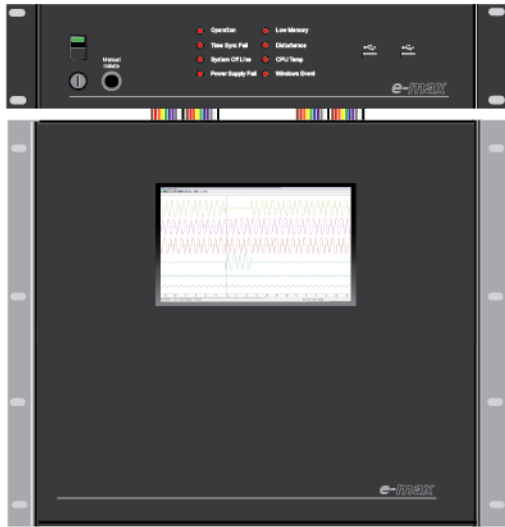 Operation
Low Memory
Time Sync Fail
Disturbance
System Off Line
CPU Temp
Power Supply Fail
Windows Event
Manual
Initiate
e-max
e-max